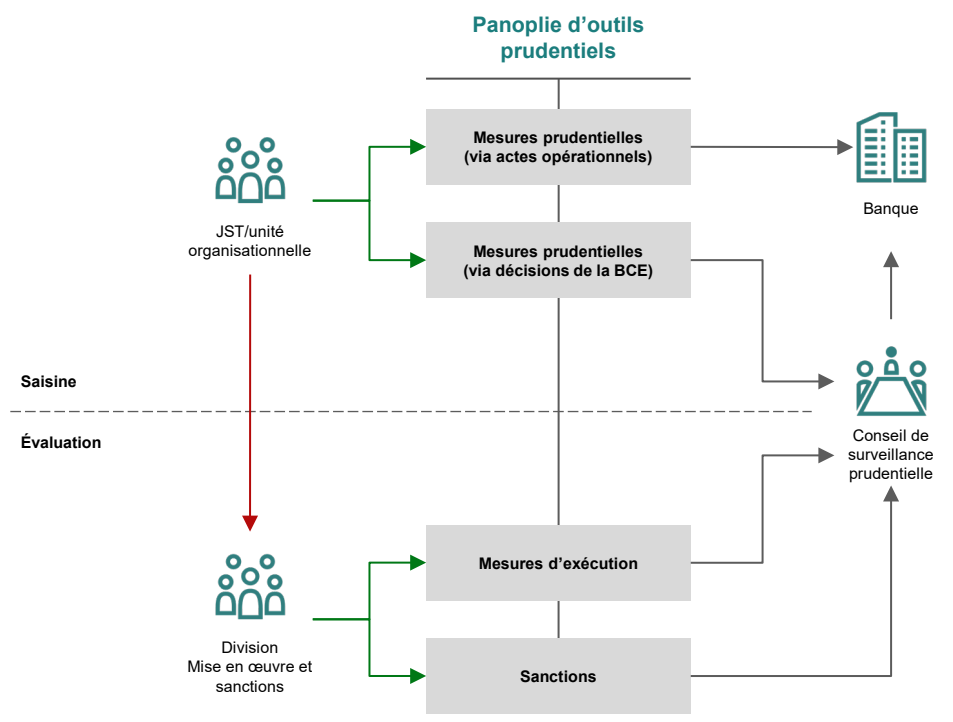 Panoplie d’outils
prudentiels
Mesures prudentielles
(via actes opérationnels)
JST/unité
organisationnelle
Banque
Mesures prudentielles
(via décisions de la BCE)
Saisine
Évaluation
Conseil de
surveillance
prudentielle
Mesures d’exécution
Division
Mise en œuvre et
sanctions
Sanctions